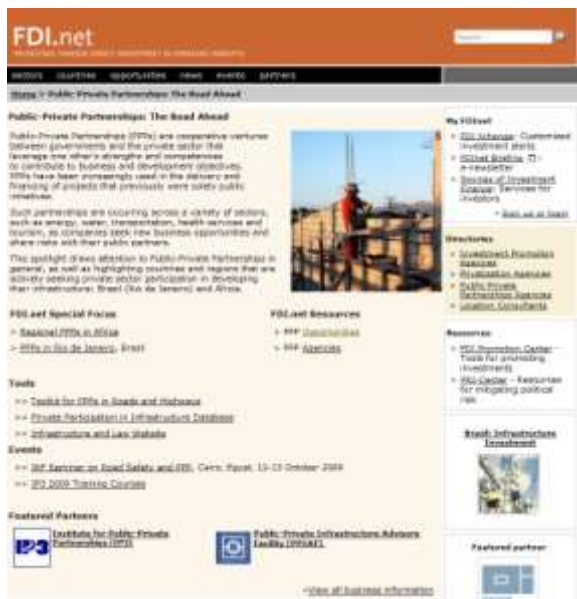 FDI.net
PROMOTING FOREIGN DIRECT INVESTMENT IN EMERGING MARKETS
Search
sectors countries opportunities news events partners
Home > Public-Private Partnerships: The Road Ahead
Public-Private Partnerships: The Road Ahead
Public-Private Partnerships (PPPs) are cooperative ventures
between governments and the private sector that
leverage one other's strengths and competences
to contribute to business and development objectives.
PPPs have been increasingly used in the delivery and
financing of projects that previously were solely public
initiatives.
Such partnerships are occurring across a variety of sectors,
such as energy, water, transportation, health services and
tourism, as companies seek new business opportunities and
share risks with their public partners.
This spotlight draws attention to Public-Private Partnerships in
general, as well as highlighting countries and regions that are
actively seeking private sector participation in developing
their infrastructure: Brazil (Rio de Janeiro) and Africa.
FDI.net Special Focus
> Regional PPPs in Africa
> PPPs in Rio de Janeiro, Brazil
FDI.net Resources
> PPP Opportunities
> PPP Agencies
Tools
>> Toolkit for PPPs in Roads and Highways
>> Private Participation in Infrastructure Database
>> Infrastructure and Law Website
Events
>> IRF Seminar on Road Safety and PPP, Cairo, Egypt, 12-13 October 2009
>> IP3 2009 Training Courses
Featured Partners
IP3
Institute for Public-Private
Partnerships (IP3)
Public-Private Infrastructure Advisory
Facility (PPIAF)
>View all business information
My FDInet
FDI Xchange: Customized
investment alerts
FDInet Briefing
e-newsletter
Sources of Investment
Finance: Services for
investors
> Sign up or login
Directories
Investment Promotion
Agencies
Privatization Agencies
Public Private
Partnerships Agencies
Location Consultants
Resources
FDI Promotion Center -
Tools for promoting
investments
PRI-Center - Resources
for mitigating political
risk
Brazil: Infrastructure
Investment
Featured partner